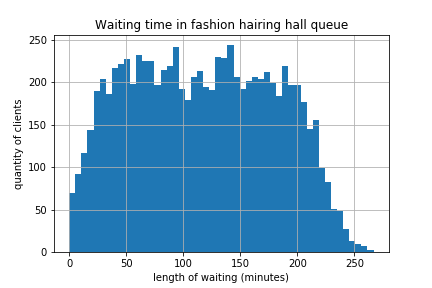 Waiting time in fashion hairing hall queue
quantity of clients
250
200
150
100
50
0
0 50 100 150 200 250
length of waiting (minutes)